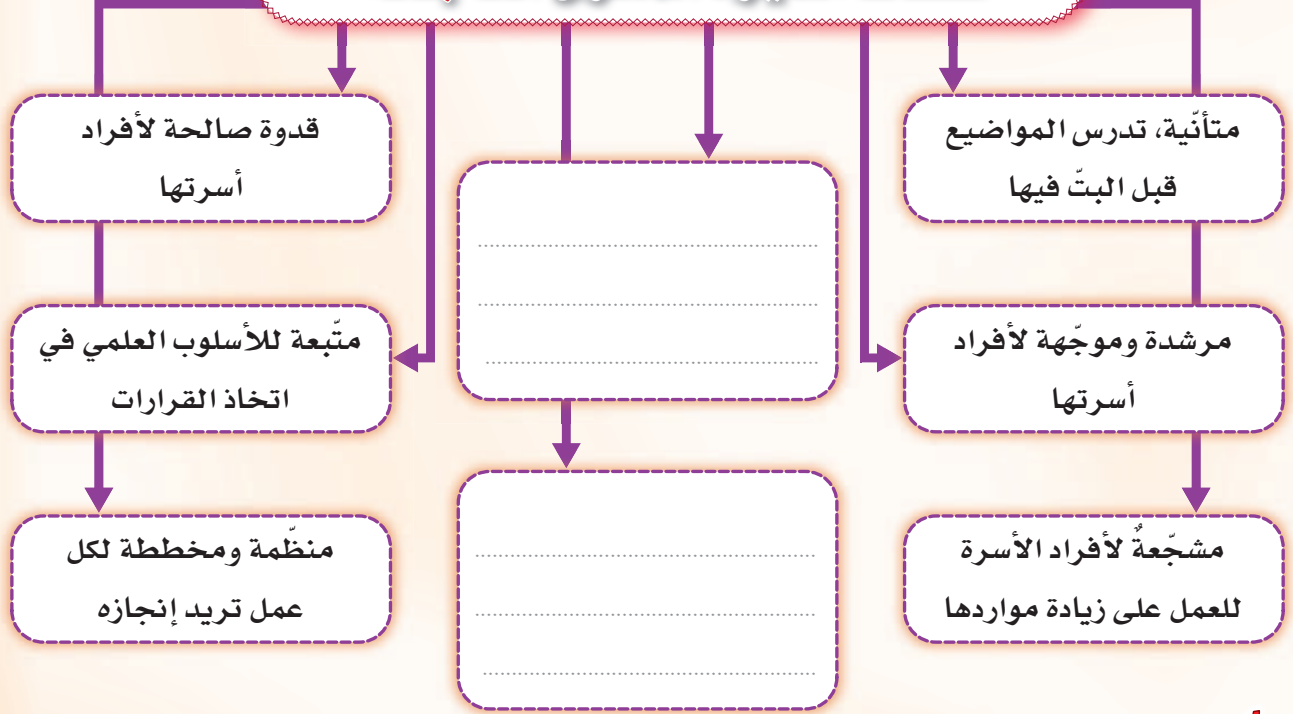 متأنّية، تدرس المواضيع
قبل البتّ فيها
قدوة صالحة لأفراد
أسرتها
مرشدة وموجّهة لأفراد
أسرتها
متّبعة للأسلوب العلمي في
اتخاذ القرارات
مشجّعةٌ لأفراد الأسرة
للعمل على زيادة مواردها
منظّمة ومخططة لكل
عمل تريد إنجازه